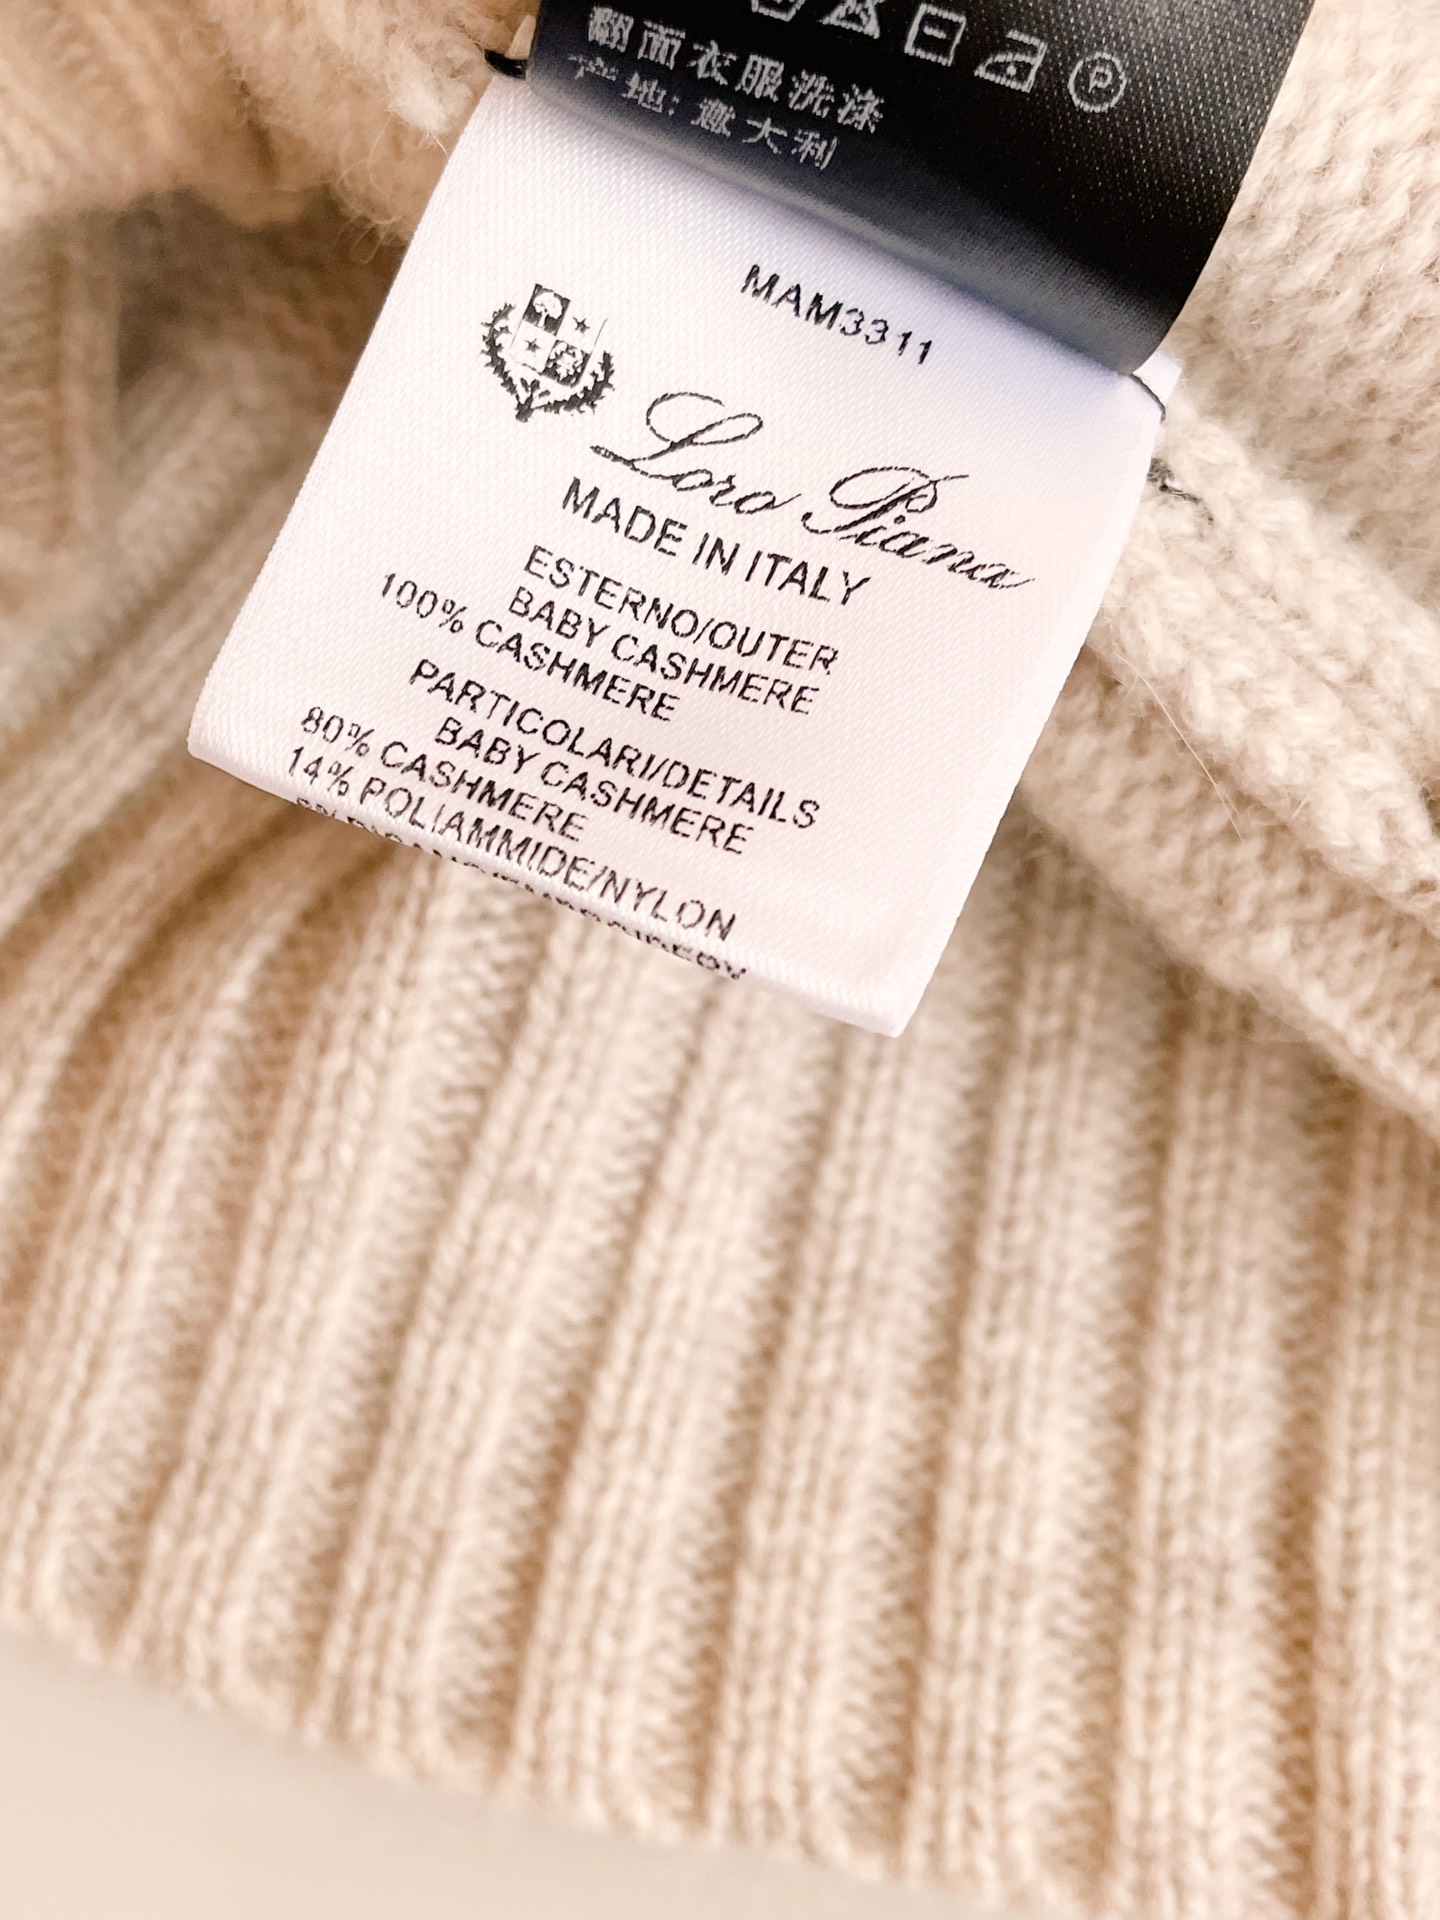 翻面衣服洗涤
产地: 意大利
P
MAM3311
Loro Piana
MADE IN ITALY
ESTERNO/OUTER
BABY CASHMERE
100% CASHMERE
PARTICOLARI/DETAILS
BABY CASHMERE
80% CASHMERE
14% POLIAMMIDE/NYLON